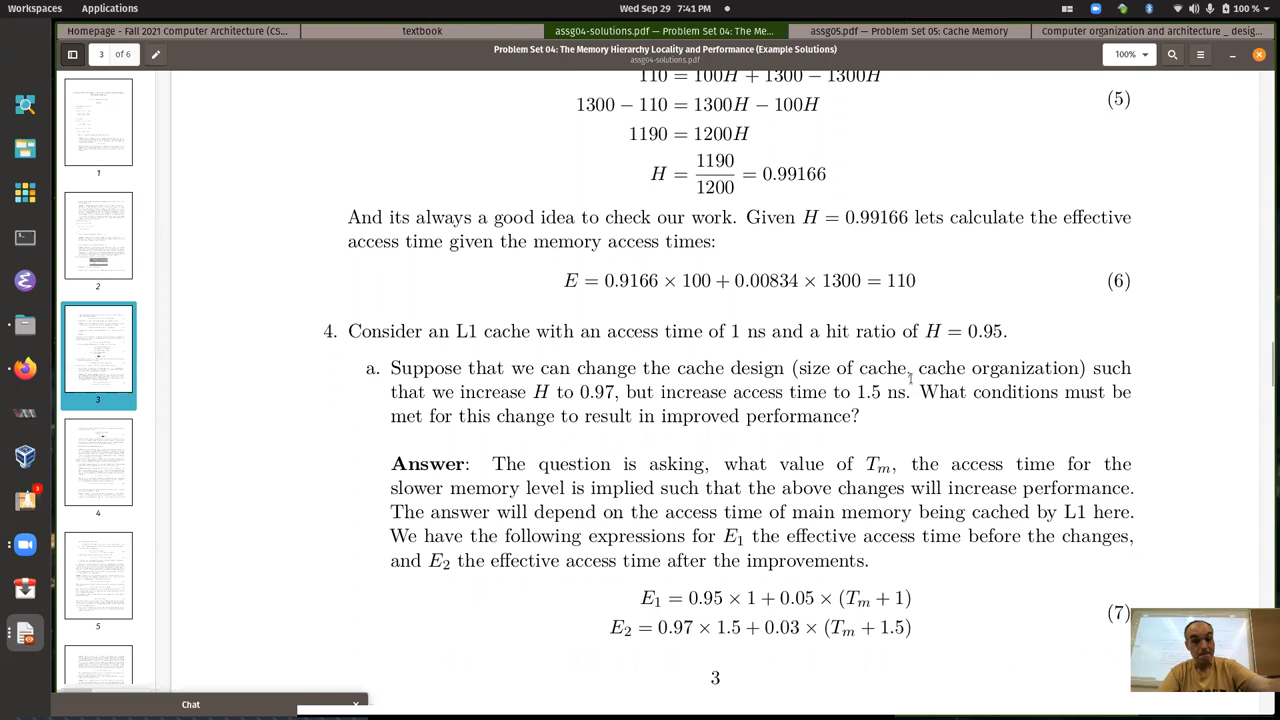 Workspaces Applications Wed Sep 29 7:41 PM 100 %
Homepage - Fall 2021 Computer Architecture (CS... textbook assg04-solutions.pdf — Problem Set 04: The Me... assg05.pdf — Problem Set 05: Cache Memory Computer organization and architecture _ desig...
3 of 6 Problem Set 04: The Memory Hierarchy Locality and Performance (Example Solutions) 100%
assg04-solutions.pdf
110 = 100H + 1300 − 1300H
1300 − 110 = 1300H − 100H (5)
1190 = 1200H
H = 1190/1200 = 0.99166
And its always a good idea to check our work. Given H = 0.99166 lets calculate the effective
access time given the memory access times:
E = 0.9166 × 100 + 0.00834 × 1300 = 110 (6)
4. Consider an L1 cache with an access time of 1 ns and hit ratio of H = 0.95.
a. Suppose that we can change the cache design (size of cache, cache organization) such
that we increase H to 0.97, but increase access time to 1.5 ns. What conditions must be
met for this change to result in improved performance?
Answer: The question is asking what range of Tm, the access time for the
slow memory level is implied such that the given changes will increase performance.
The answer will depend on the access time of main memory being cached by L1 here.
We have the following expressions for E1 the effective access time before the changes,
and E2 the effective access time after the improvements.
E1 = 0.95 × 1 + 0.05 × (Tm + 1)
E2 = 0.97 × 1.5 + 0.03 × (Tm + 1.5) (7)
3
1
2
3
4
5
Chat ×